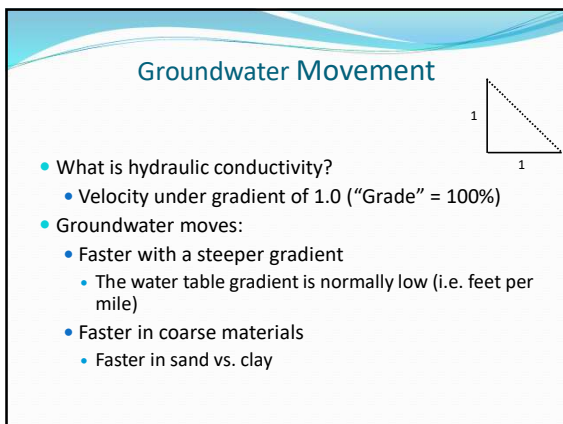 Groundwater Movement
1
1
• What is hydraulic conductivity?
• Velocity under gradient of 1.0 (“Grade” = 100%)
• Groundwater moves:
• Faster with a steeper gradient
• The water table gradient is normally low (i.e. feet per
mile)
• Faster in coarse materials
• Faster in sand vs. clay